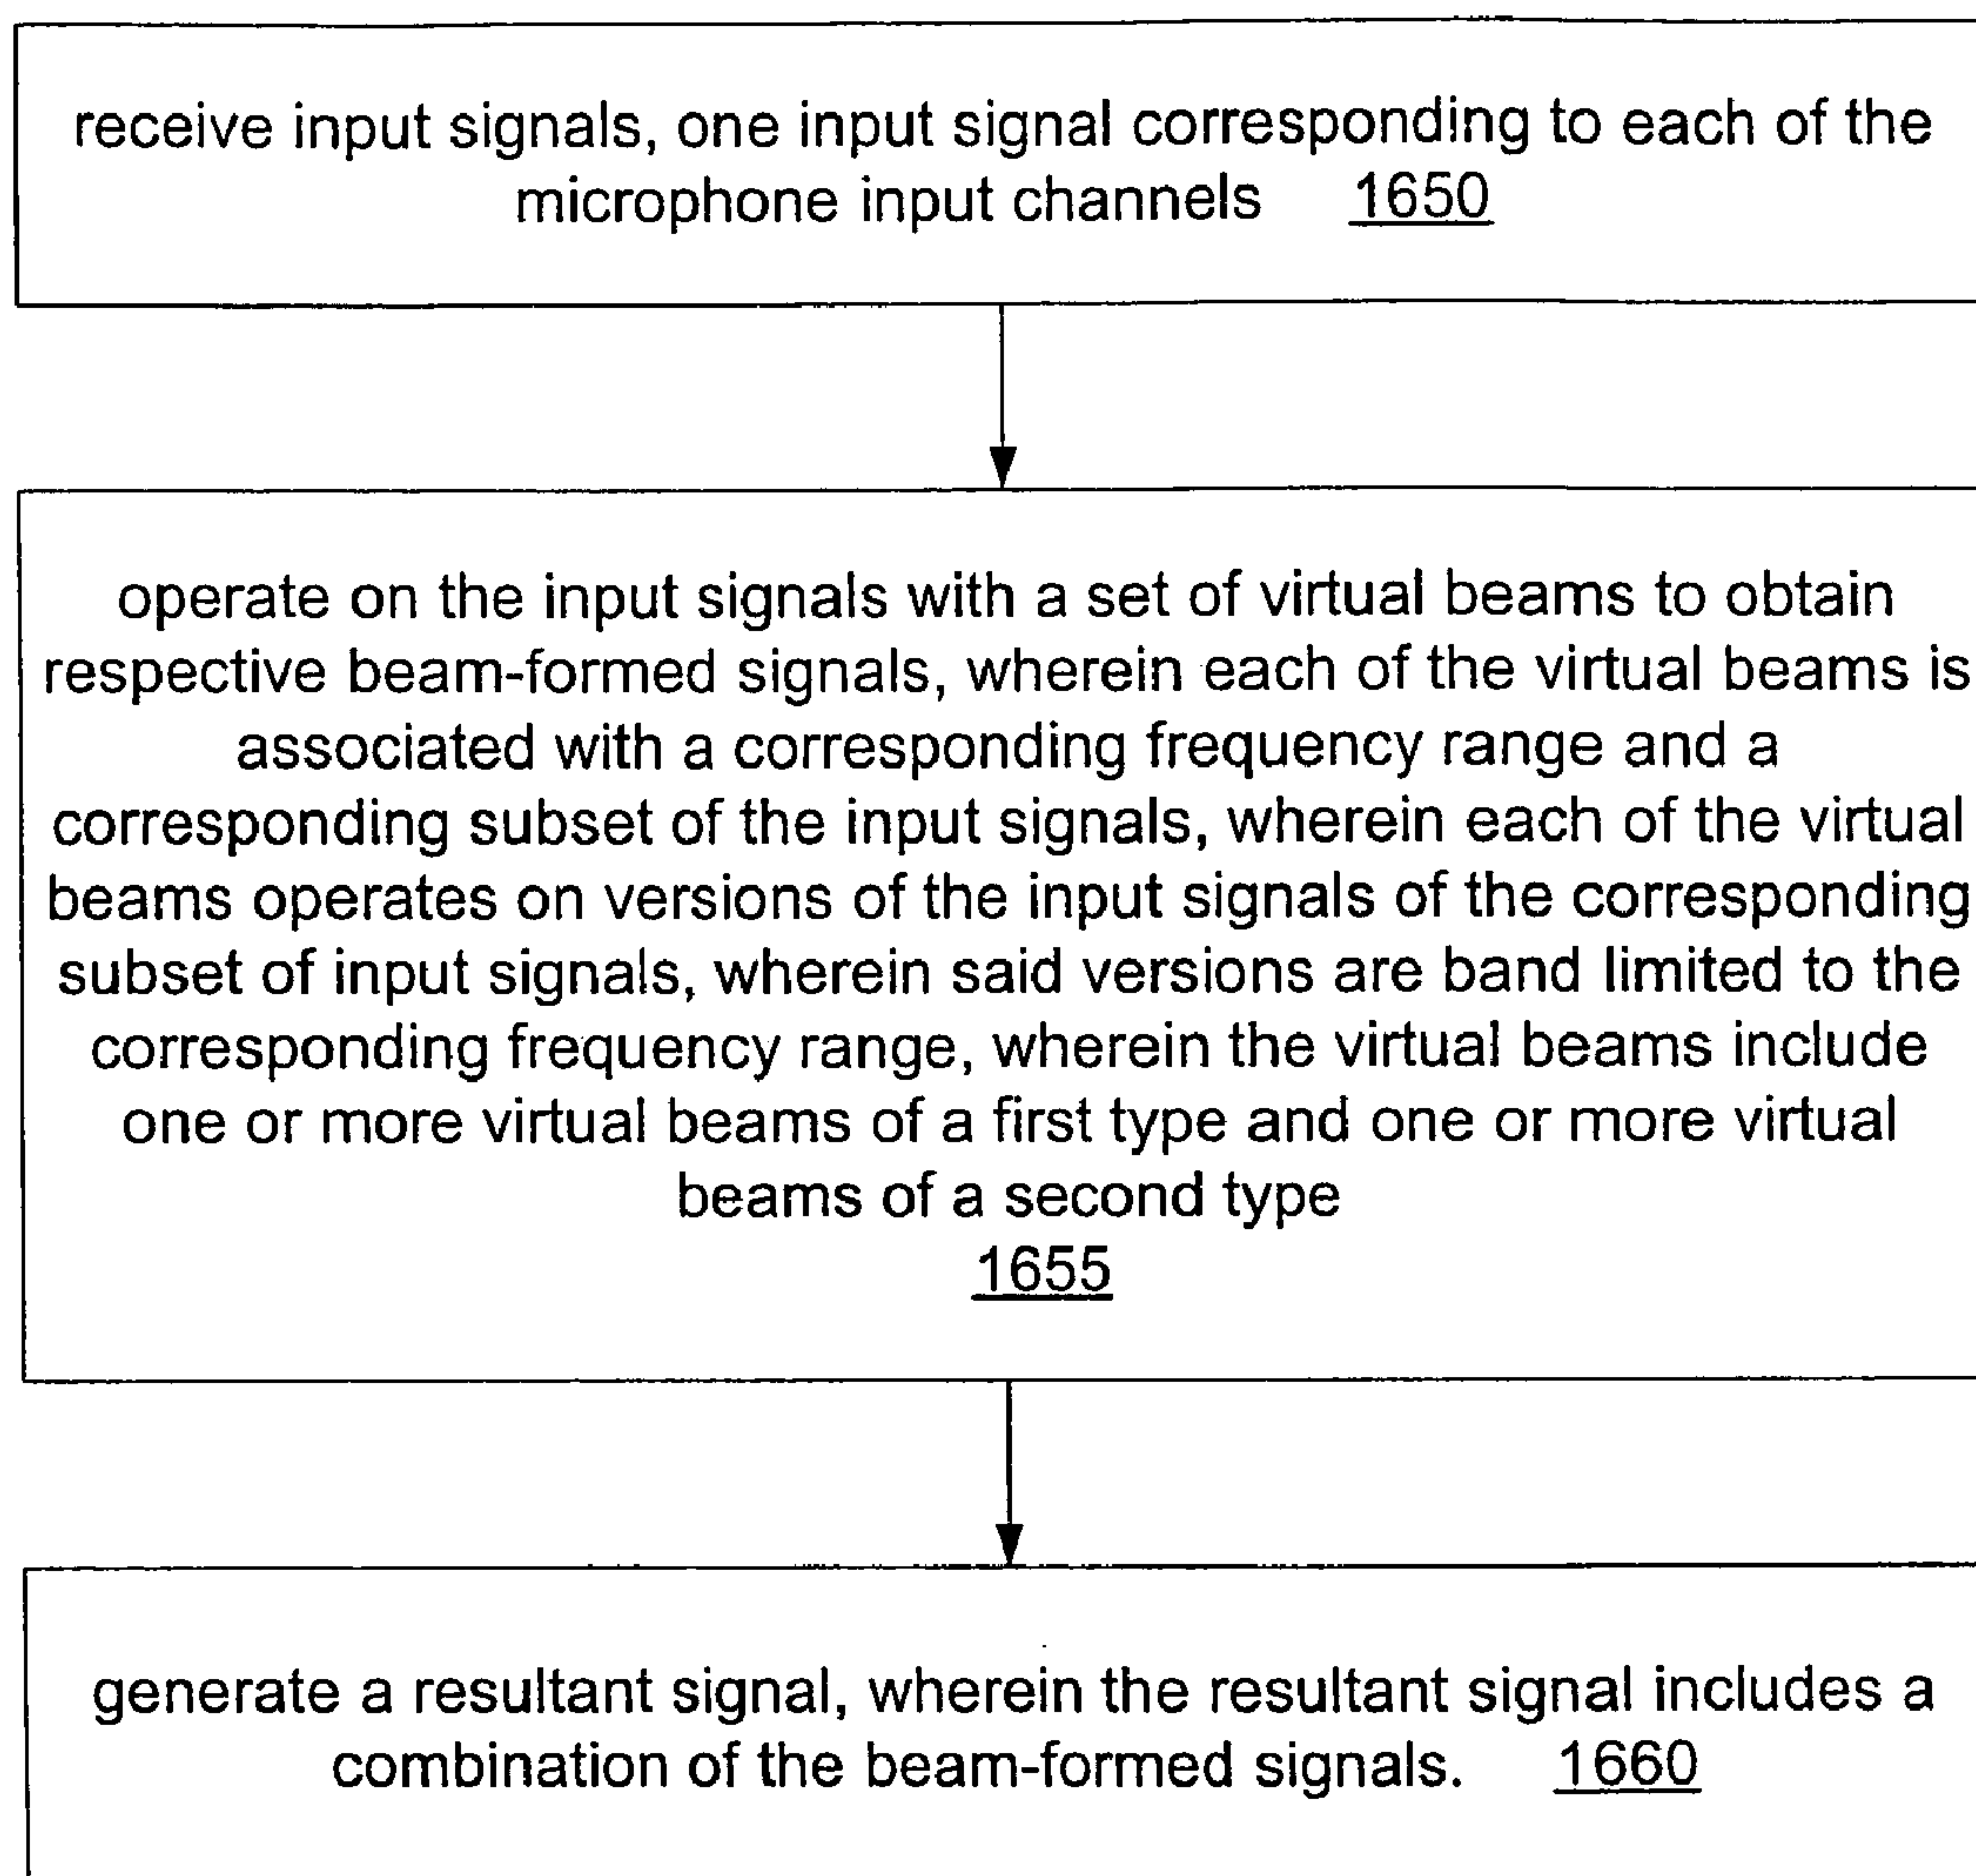 receive input signals, one input signal corresponding to each of the
microphone input channels 1650
operate on the input signals with a set of virtual beams to obtain
respective beam-formed signals, wherein each of the virtual beams is
associated with a corresponding frequency range and a
corresponding subset of the input signals, wherein each of the virtual
beams operates on versions of the input signals of the corresponding
subset of input signals, wherein said versions are band limited to the
corresponding frequency range, wherein the virtual beams include
one or more virtual beams of a first type and one or more virtual
beams of a second type
1655
generate a resultant signal, wherein the resultant signal includes a
combination of the beam-formed signals. 1660